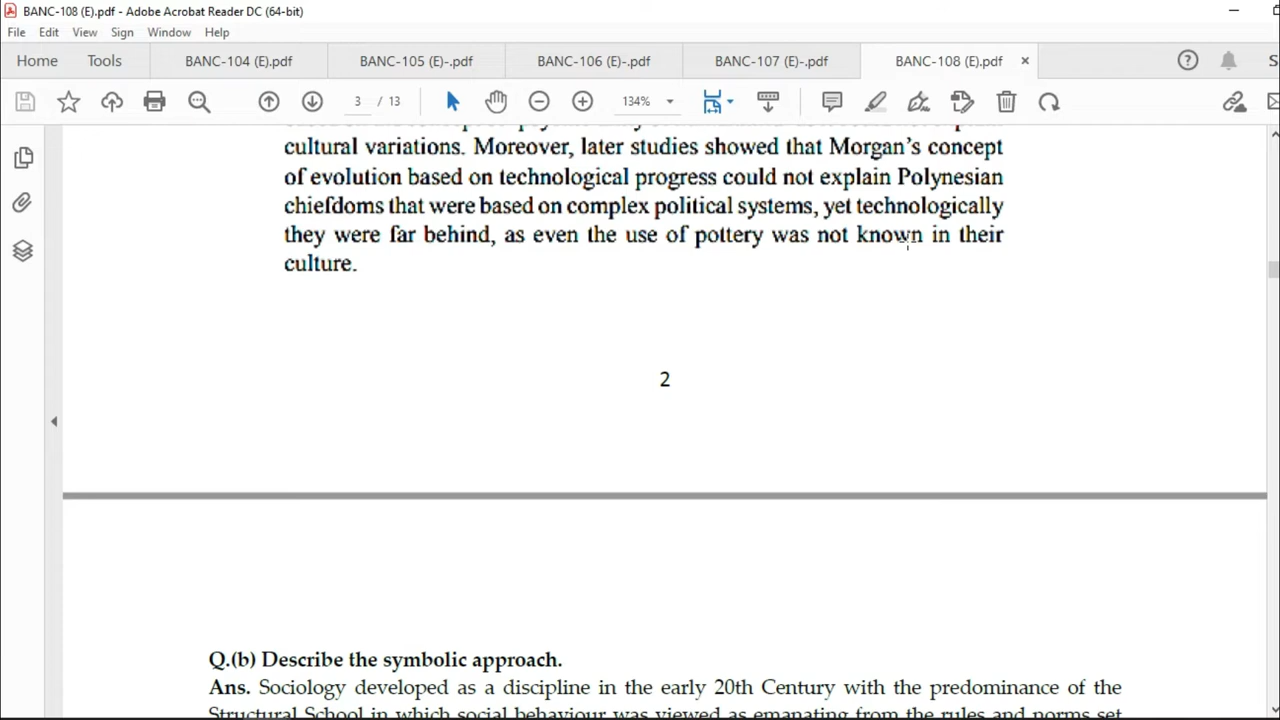 BANC-108 (E).pdf - Adobe Acrobat Reader DC (64-bit)
File Edit View Sign Window Help
Home Tools BANC-104 (E).pdf BANC-105 (E)-.pdf BANC-106 (E)-.pdf BANC-107 (E)-.pdf BANC-108 (E).pdf × S
3 / 13 134%
cultural variations. Moreover, later studies showed that Morgan's concept
of evolution based on technological progress could not explain Polynesian
chiefdoms that were based on complex political systems, yet technologically
they were far behind, as even the use of pottery was not known in their
culture.
2
Q.(b) Describe the symbolic approach.
Ans. Sociology developed as a discipline in the early 20th Century with the predominance of the
Structural School in which social behaviour was viewed as emanating from the rules and norms set